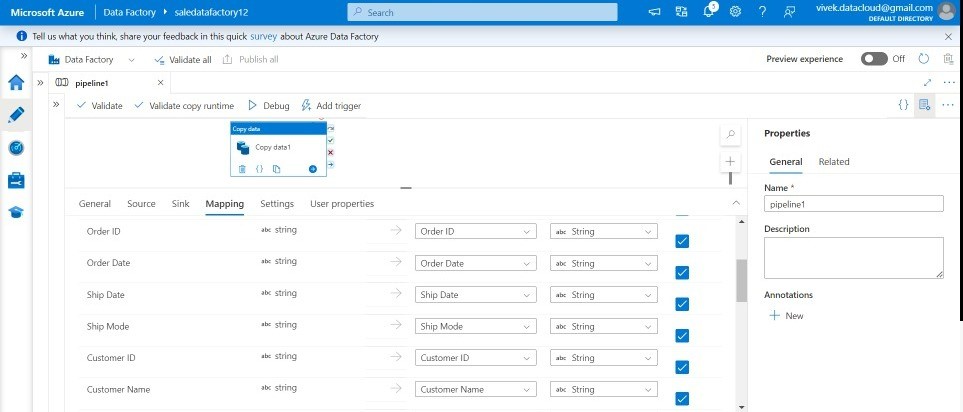 Microsoft Azure Data Factory saledatafactory12 Search 1 vivek.datacloud@gmail.com
DEFAULT DIRECTORY
Tell us what you think, share your feedback in this quick survey about Azure Data Factory
Data Factory Validate all Publish all Preview experience Off
pipeline1
Validate Validate copy runtime Debug Add trigger
Copy data
Copy data1
Properties
General Related
Name *
pipeline1
Description
Annotations
New
General Source Sink Mapping Settings User properties
Order ID abc string Order ID abc String
Order Date abc string Order Date abc String
Ship Date abc string Ship Date abc String
Ship Mode abc string Ship Mode abc String
Customer ID abc string Customer ID abc String
Customer Name abc string Customer Name abc String